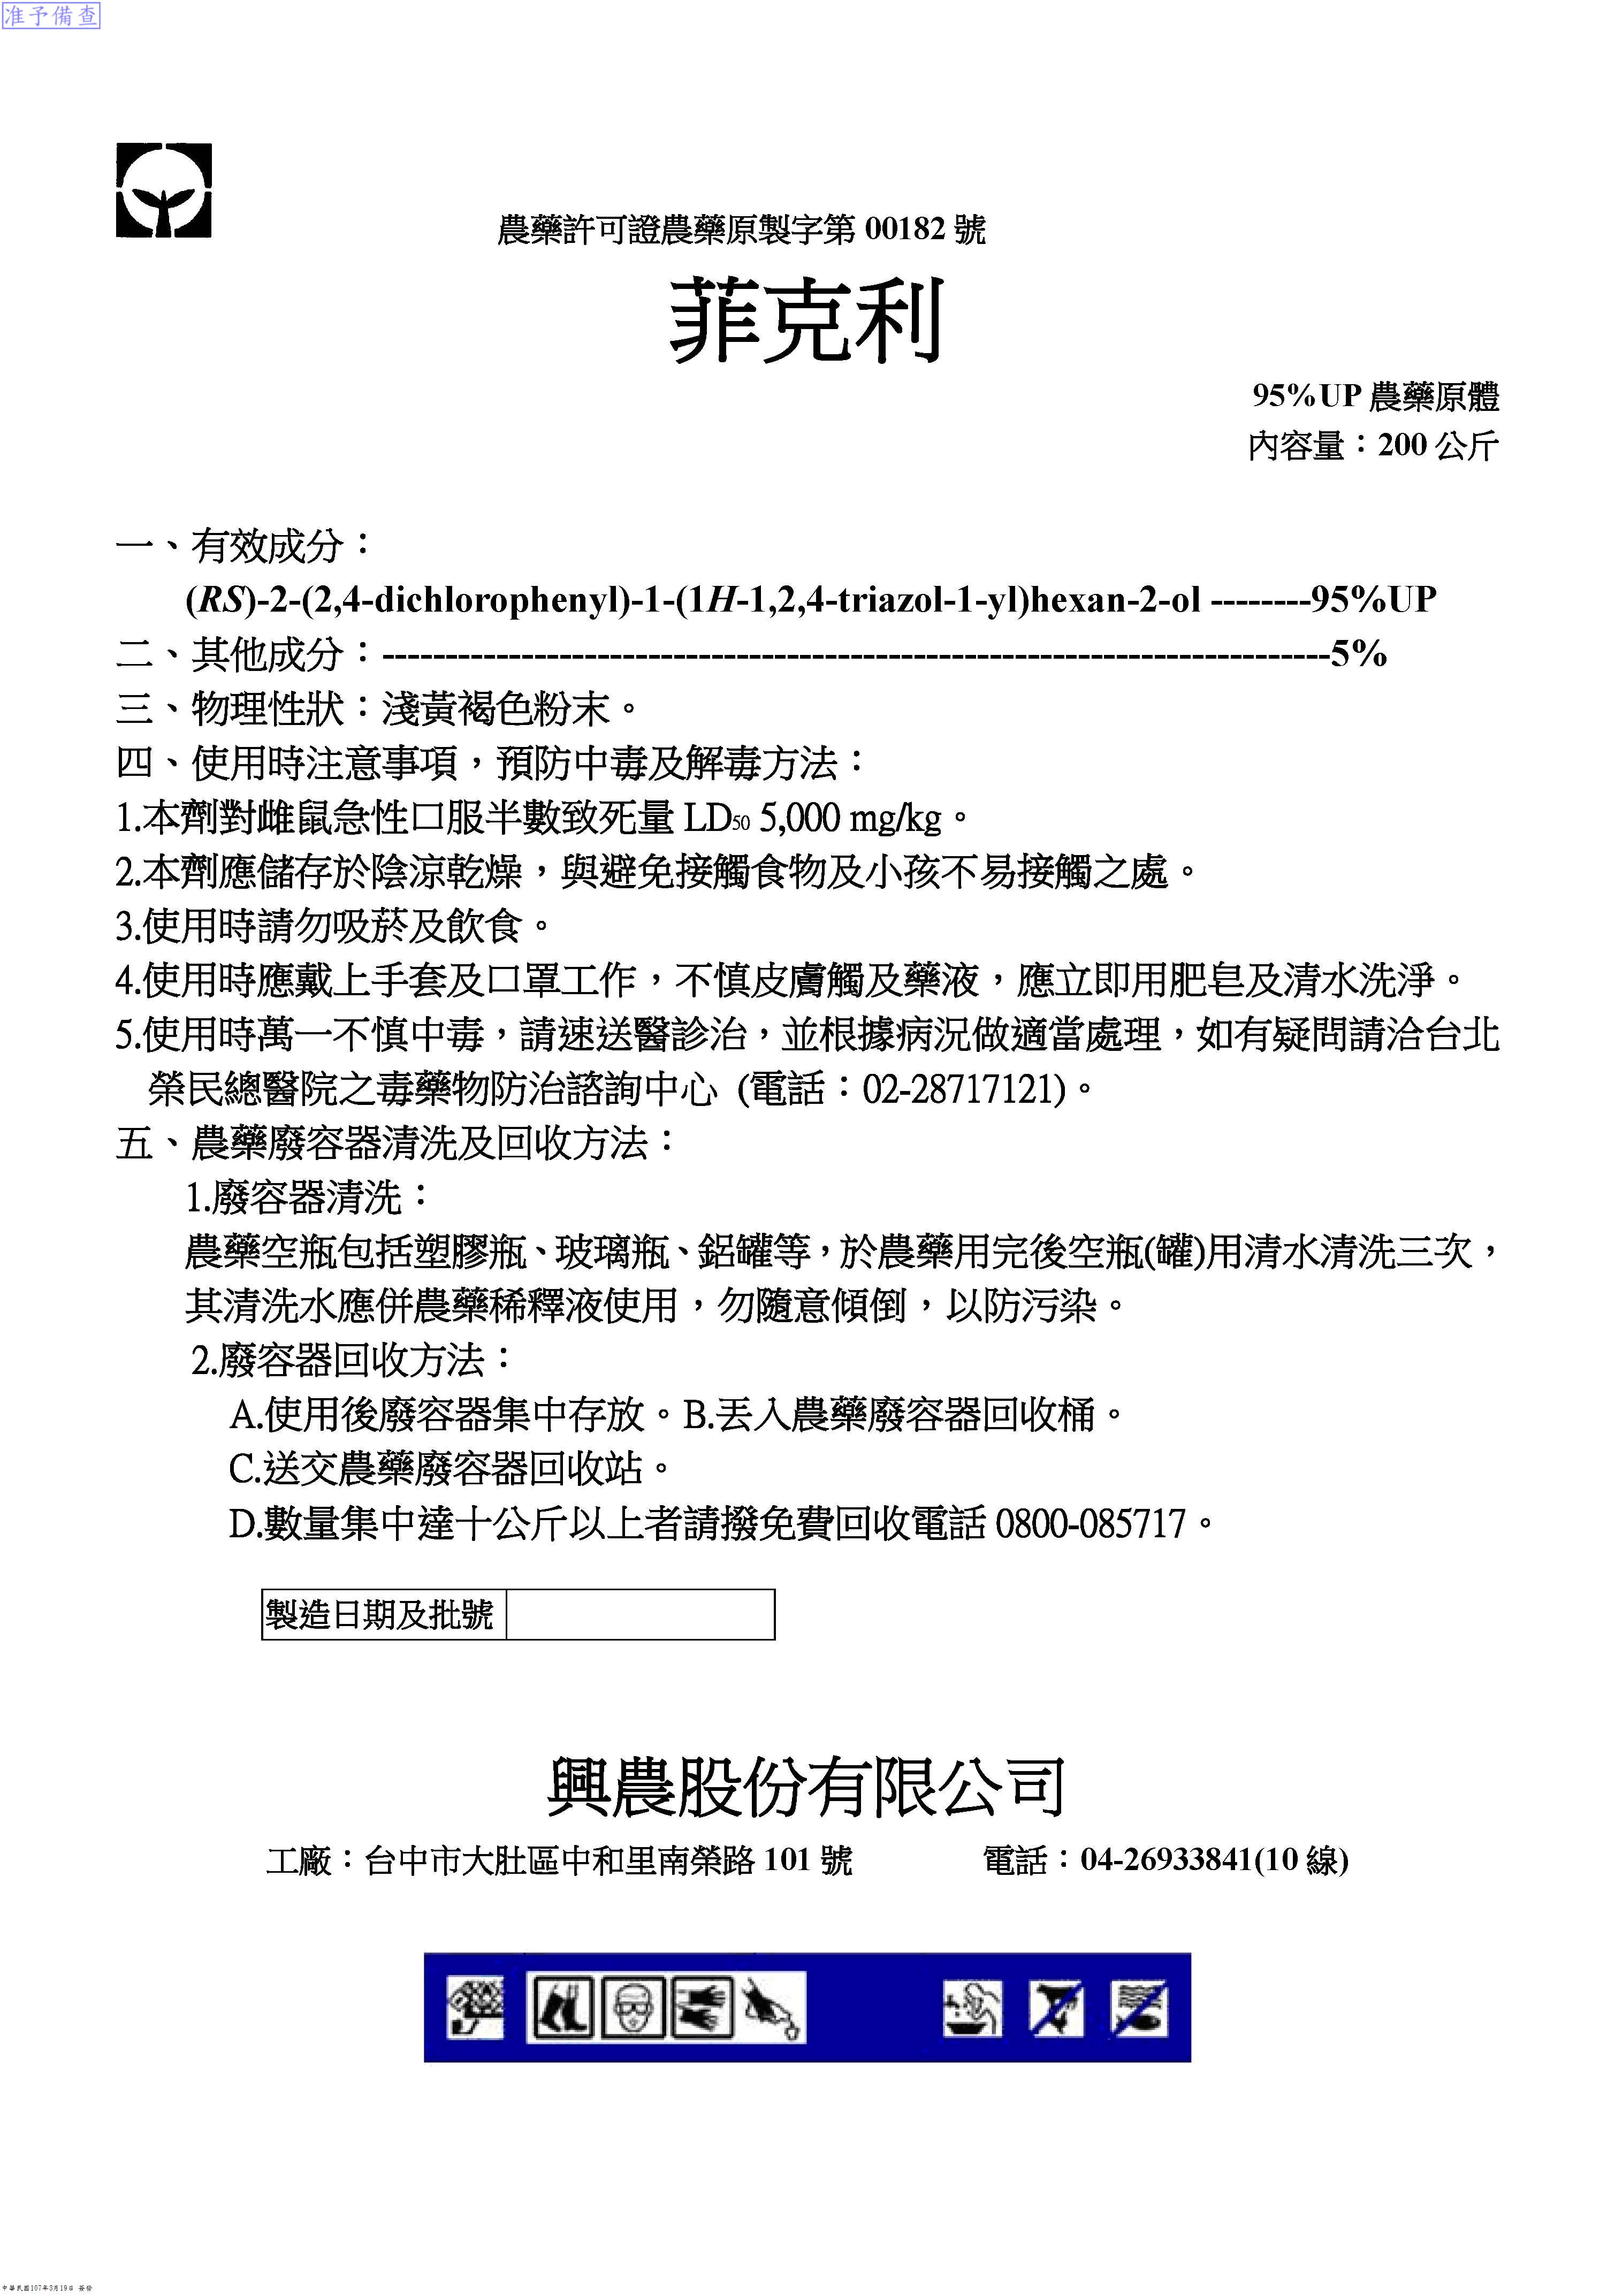 准予備查
農藥許可證農藥原製字第 00182 號
菲克利
95%UP 農藥原體
內容量：200 公斤
一、有效成分：
(RS)-2-(2,4-dichlorophenyl)-1-(1H-1,2,4-triazol-1-yl)hexan-2-ol --------95%UP
二、其他成分：---------------------------------------------------------------------------5%
三、物理性狀：淺黃褐色粉末。
四、使用時注意事項，預防中毒及解毒方法：
1.本劑對雌鼠急性口服半數致死量 LD50 5,000 mg/kg。
2.本劑應儲存於陰涼乾燥，與避免接觸食物及小孩不易接觸之處。
3.使用時請勿吸菸及飲食。
4.使用時應戴上手套及口罩工作，不慎皮膚觸及藥液，應立即用肥皂及清水洗淨。
5.使用時萬一不慎中毒，請速送醫診治，並根據病況做適當處理，如有疑問請洽台北
榮民總醫院之毒藥物防治諮詢中心 (電話：02-28717121)。
五、農藥廢容器清洗及回收方法：
1.廢容器清洗：
農藥空瓶包括塑膠瓶、玻璃瓶、鋁罐等，於農藥用完後空瓶(罐)用清水清洗三次，
其清洗水應併農藥稀釋液使用，勿隨意傾倒，以防污染。
2.廢容器回收方法：
A.使用後廢容器集中存放。B.丟入農藥廢容器回收桶。
C.送交農藥廢容器回收站。
D.數量集中達十公斤以上者請撥免費回收電話 0800-085717。
製造日期及批號
興農股份有限公司
工廠：台中市大肚區中和里南榮路 101 號 電話：04-26933841(10 線)
中華民國107年3月19日 簽發